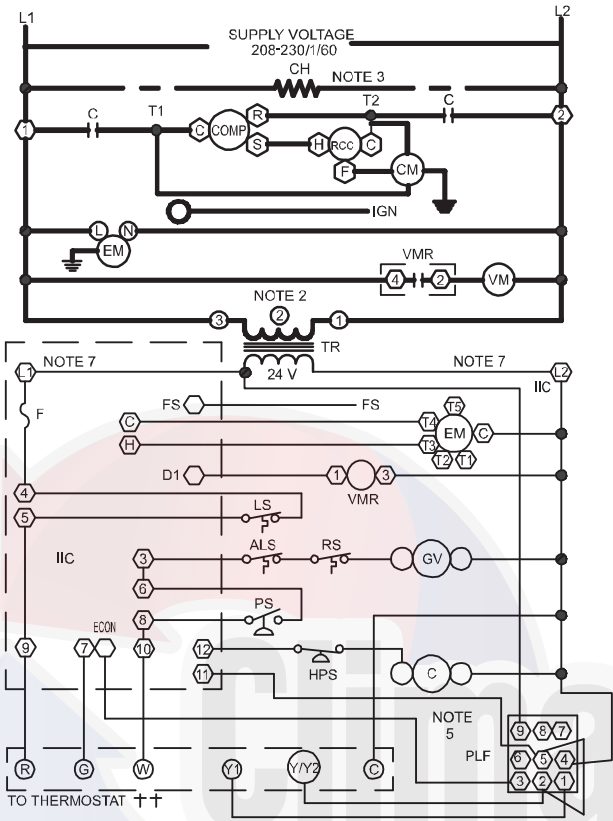 L1 L2
SUPPLY VOLTAGE
208-230/1/60
CH NOTE 3
C T1 T2 C
1 C COMP R 2
S H RCC C
F CM
IGN
L N
EM
VMR
4 2 VM
NOTE 2
3 2 1
TR
L1 NOTE 7 24 V NOTE 7 L2
IIC
F FS FS
C T4 T5
EM C
H T3
T2 T1
D1 1 3
VMR
4
LS
5
ALS RS
IIC 3 GV
6
PS
8
ECON
9 7 10 12
HPS C
11
NOTE
5
9 8 7
PLF 6 5 4
3 2 1
R G W Y1 Y/Y2 C
TO THERMOSTAT ††
Clima